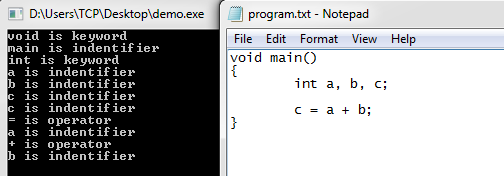 D:\Users\TCP\Desktop\demo.exe
void is keyword
main is indentifier
int is keyword
a is indentifier
b is indentifier
c is indentifier
c is indentifier
= is operator
a is indentifier
+ is operator
b is indentifier
program.txt - Notepad
File Edit Format View Help
void main()
{
int a, b, c;
c = a + b;
}